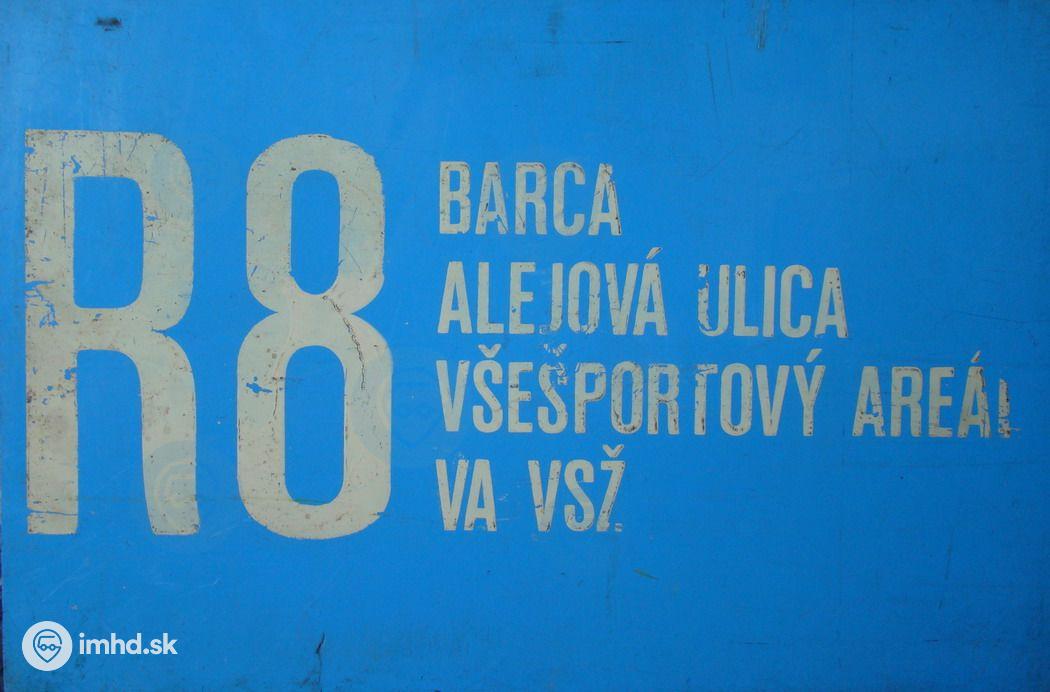 R8
BARCA
ALEJOVÁ ULICA
VŠEŠPORTOVÝ AREÁL
VA VSŽ
imhd.sk